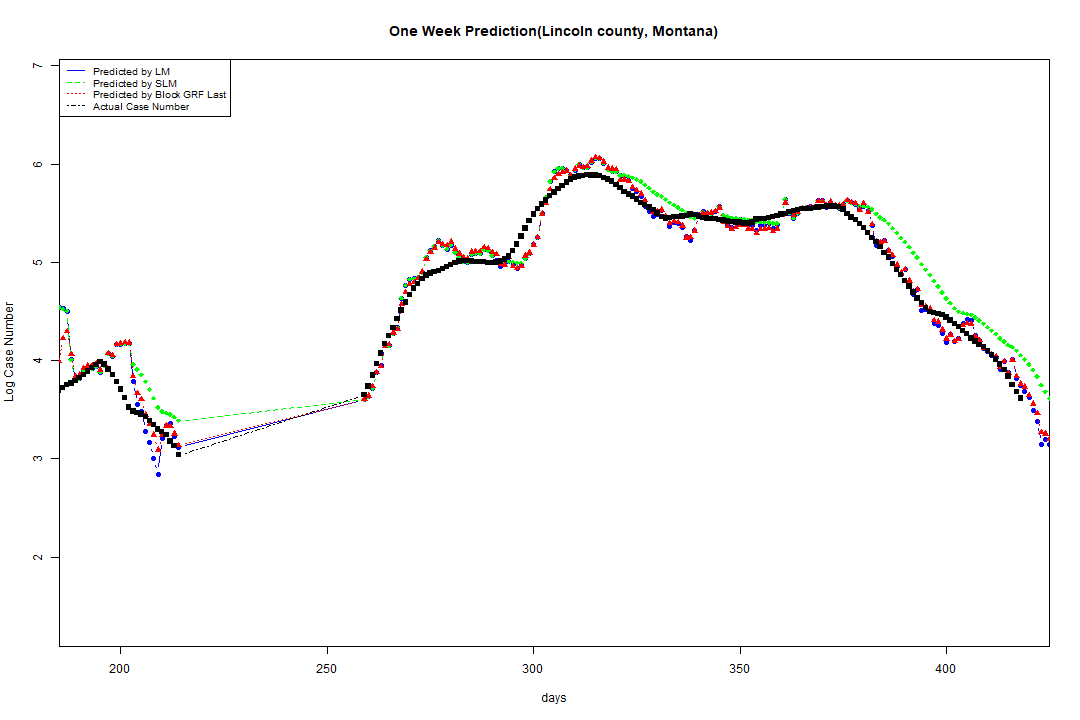 One Week Prediction(Lincoln county, Montana)
Predicted by LM
Predicted by SLM
Predicted by Block GRF Last
Actual Case Number
7
6
5
4
3
2
Log Case Number
200 250 300 350 400
days